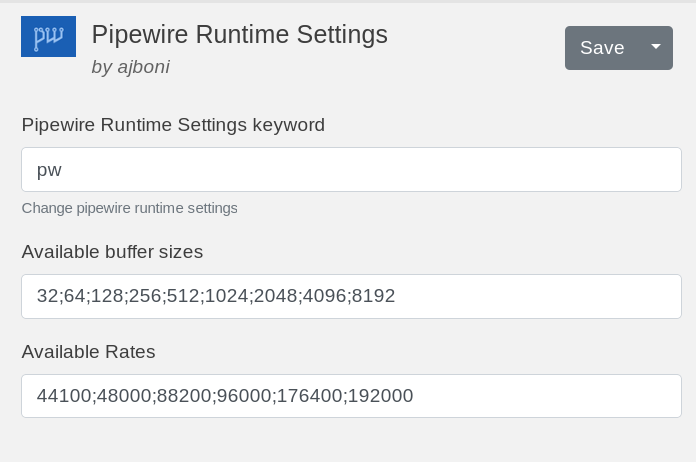 Pipewire Runtime Settings
by ajboni
Save
Pipewire Runtime Settings keyword
pw
Change pipewire runtime settings
Available buffer sizes
32;64;128;256;512;1024;2048;4096;8192
Available Rates
44100;48000;88200;96000;176400;192000